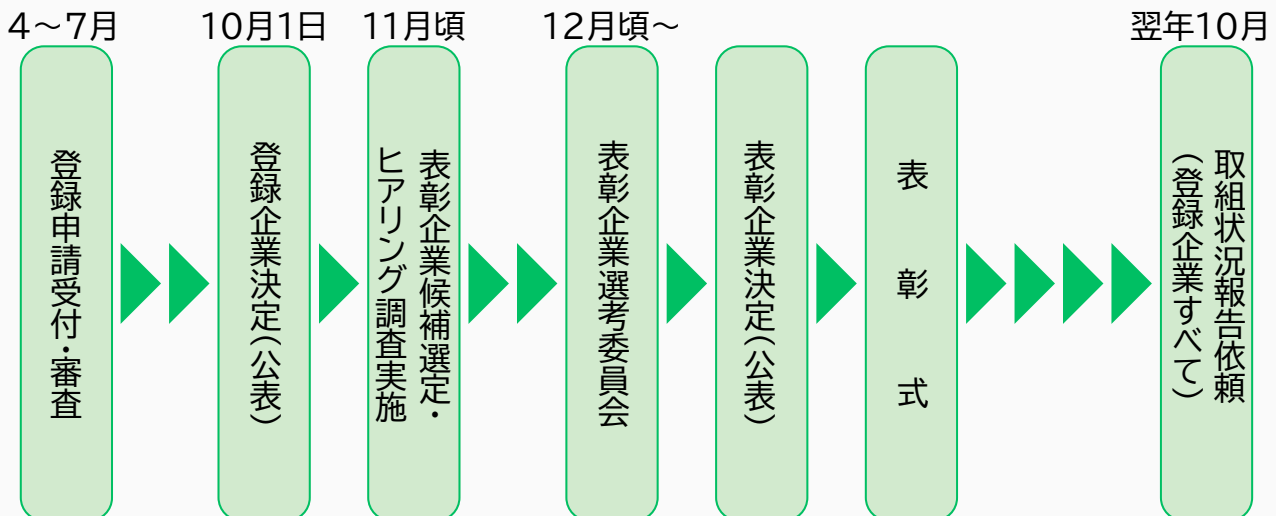 4～7月
10月1日
11月頃
12月頃～
翌年10月
登録申請受付・審査
登録企業決定(公表)
表彰企業候補選定・
ヒアリング調査実施
表彰企業選考委員会
表彰企業決定(公表)
表彰式
取組状況報告依頼
(登録企業すべて)